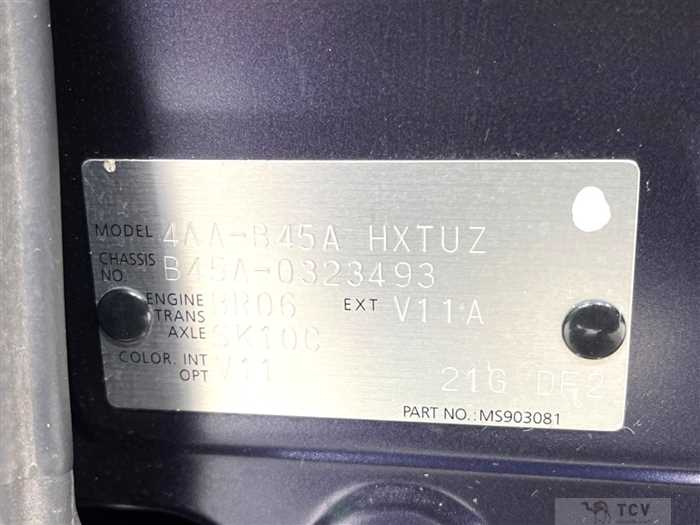 MODEL 4AA-B45A HXTUZ
CHASSIS NO. B45A-0323493
ENGINE BR06 EXT V11A
TRANS AXLE SK10C
COLOR. INT OPT V11
21G DE2
PART NO.:MS903081
TCV